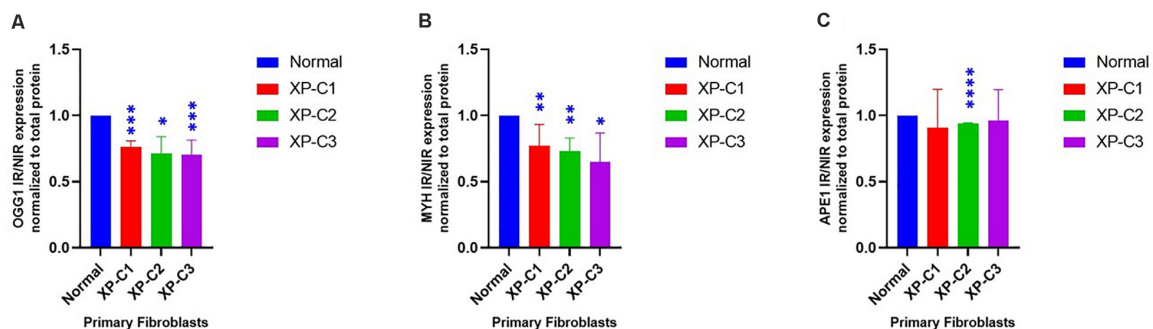 A
OGG1 IR/NIR expression
normalized to total protein
1.5
1.0
0.5
0.0
***
*
***
Normal
XP-C1
XP-C2
XP-C3
Primary Fibroblasts
Normal
XP-C1
XP-C2
XP-C3
B
MYH IR/NIR expression
normalized to total protein
1.5
1.0
0.5
0.0
**
**
*
Normal
XP-C1
XP-C2
XP-C3
Primary Fibroblasts
Normal
XP-C1
XP-C2
XP-C3
C
APE1 IR/NIR expression
normalized to total protein
1.5
1.0
0.5
0.0
****
Normal
XP-C1
XP-C2
XP-C3
Primary Fibroblasts
Normal
XP-C1
XP-C2
XP-C3